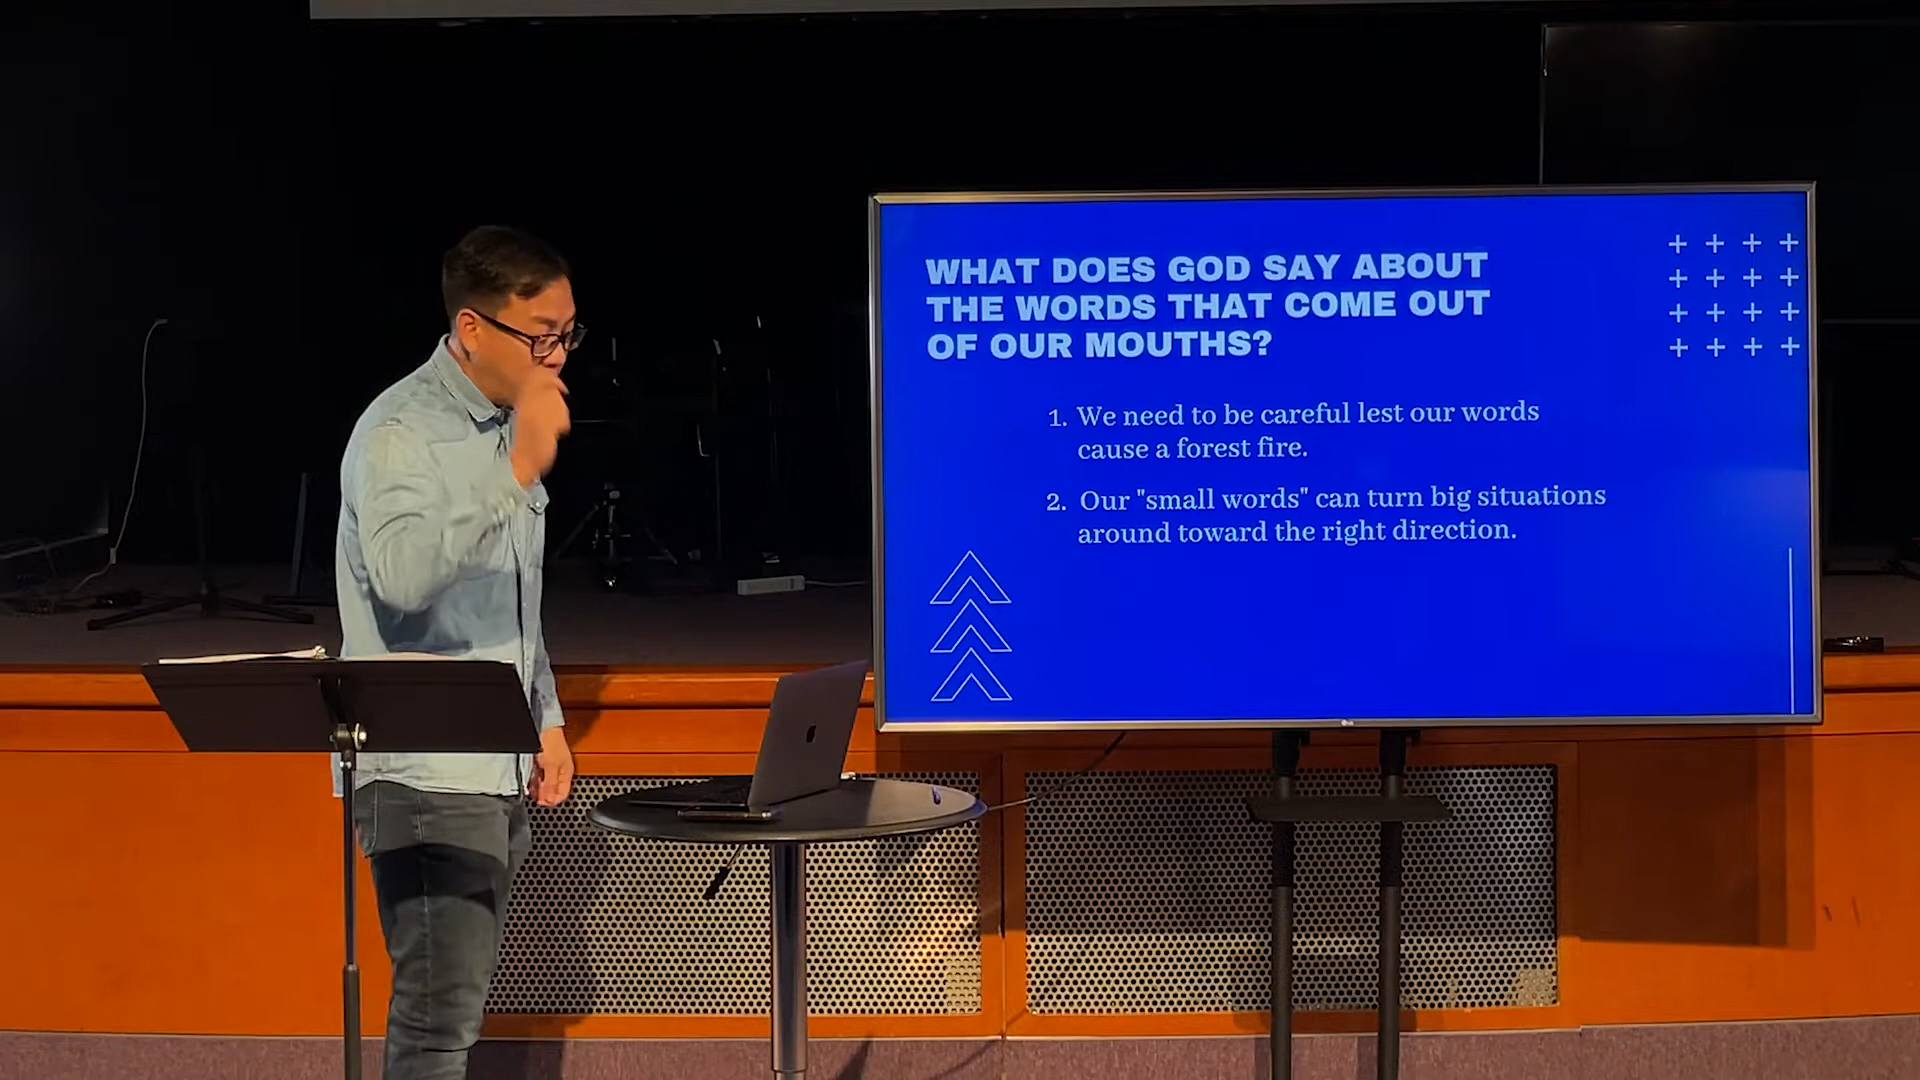 WHAT DOES GOD SAY ABOUT
THE WORDS THAT COME OUT
OF OUR MOUTHS?
1. We need to be careful lest our words
cause a forest fire.
2. Our "small words" can turn big situations
around toward the right direction.